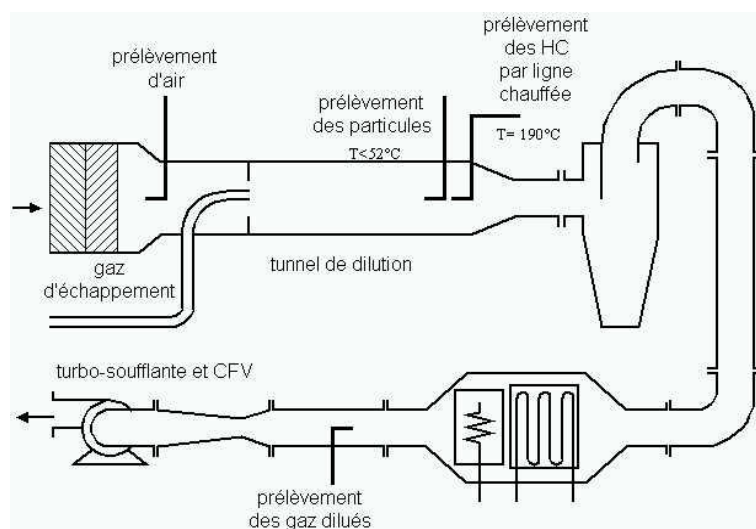 prélèvement
des HC
par ligne
chauffée
prélèvement
d'air
prélèvement
des particules
T= 190°C
T<52°C
gaz
d'échappement
tunnel de dilution
turbo-soufflante et CFV
prélèvement
des gaz dilués